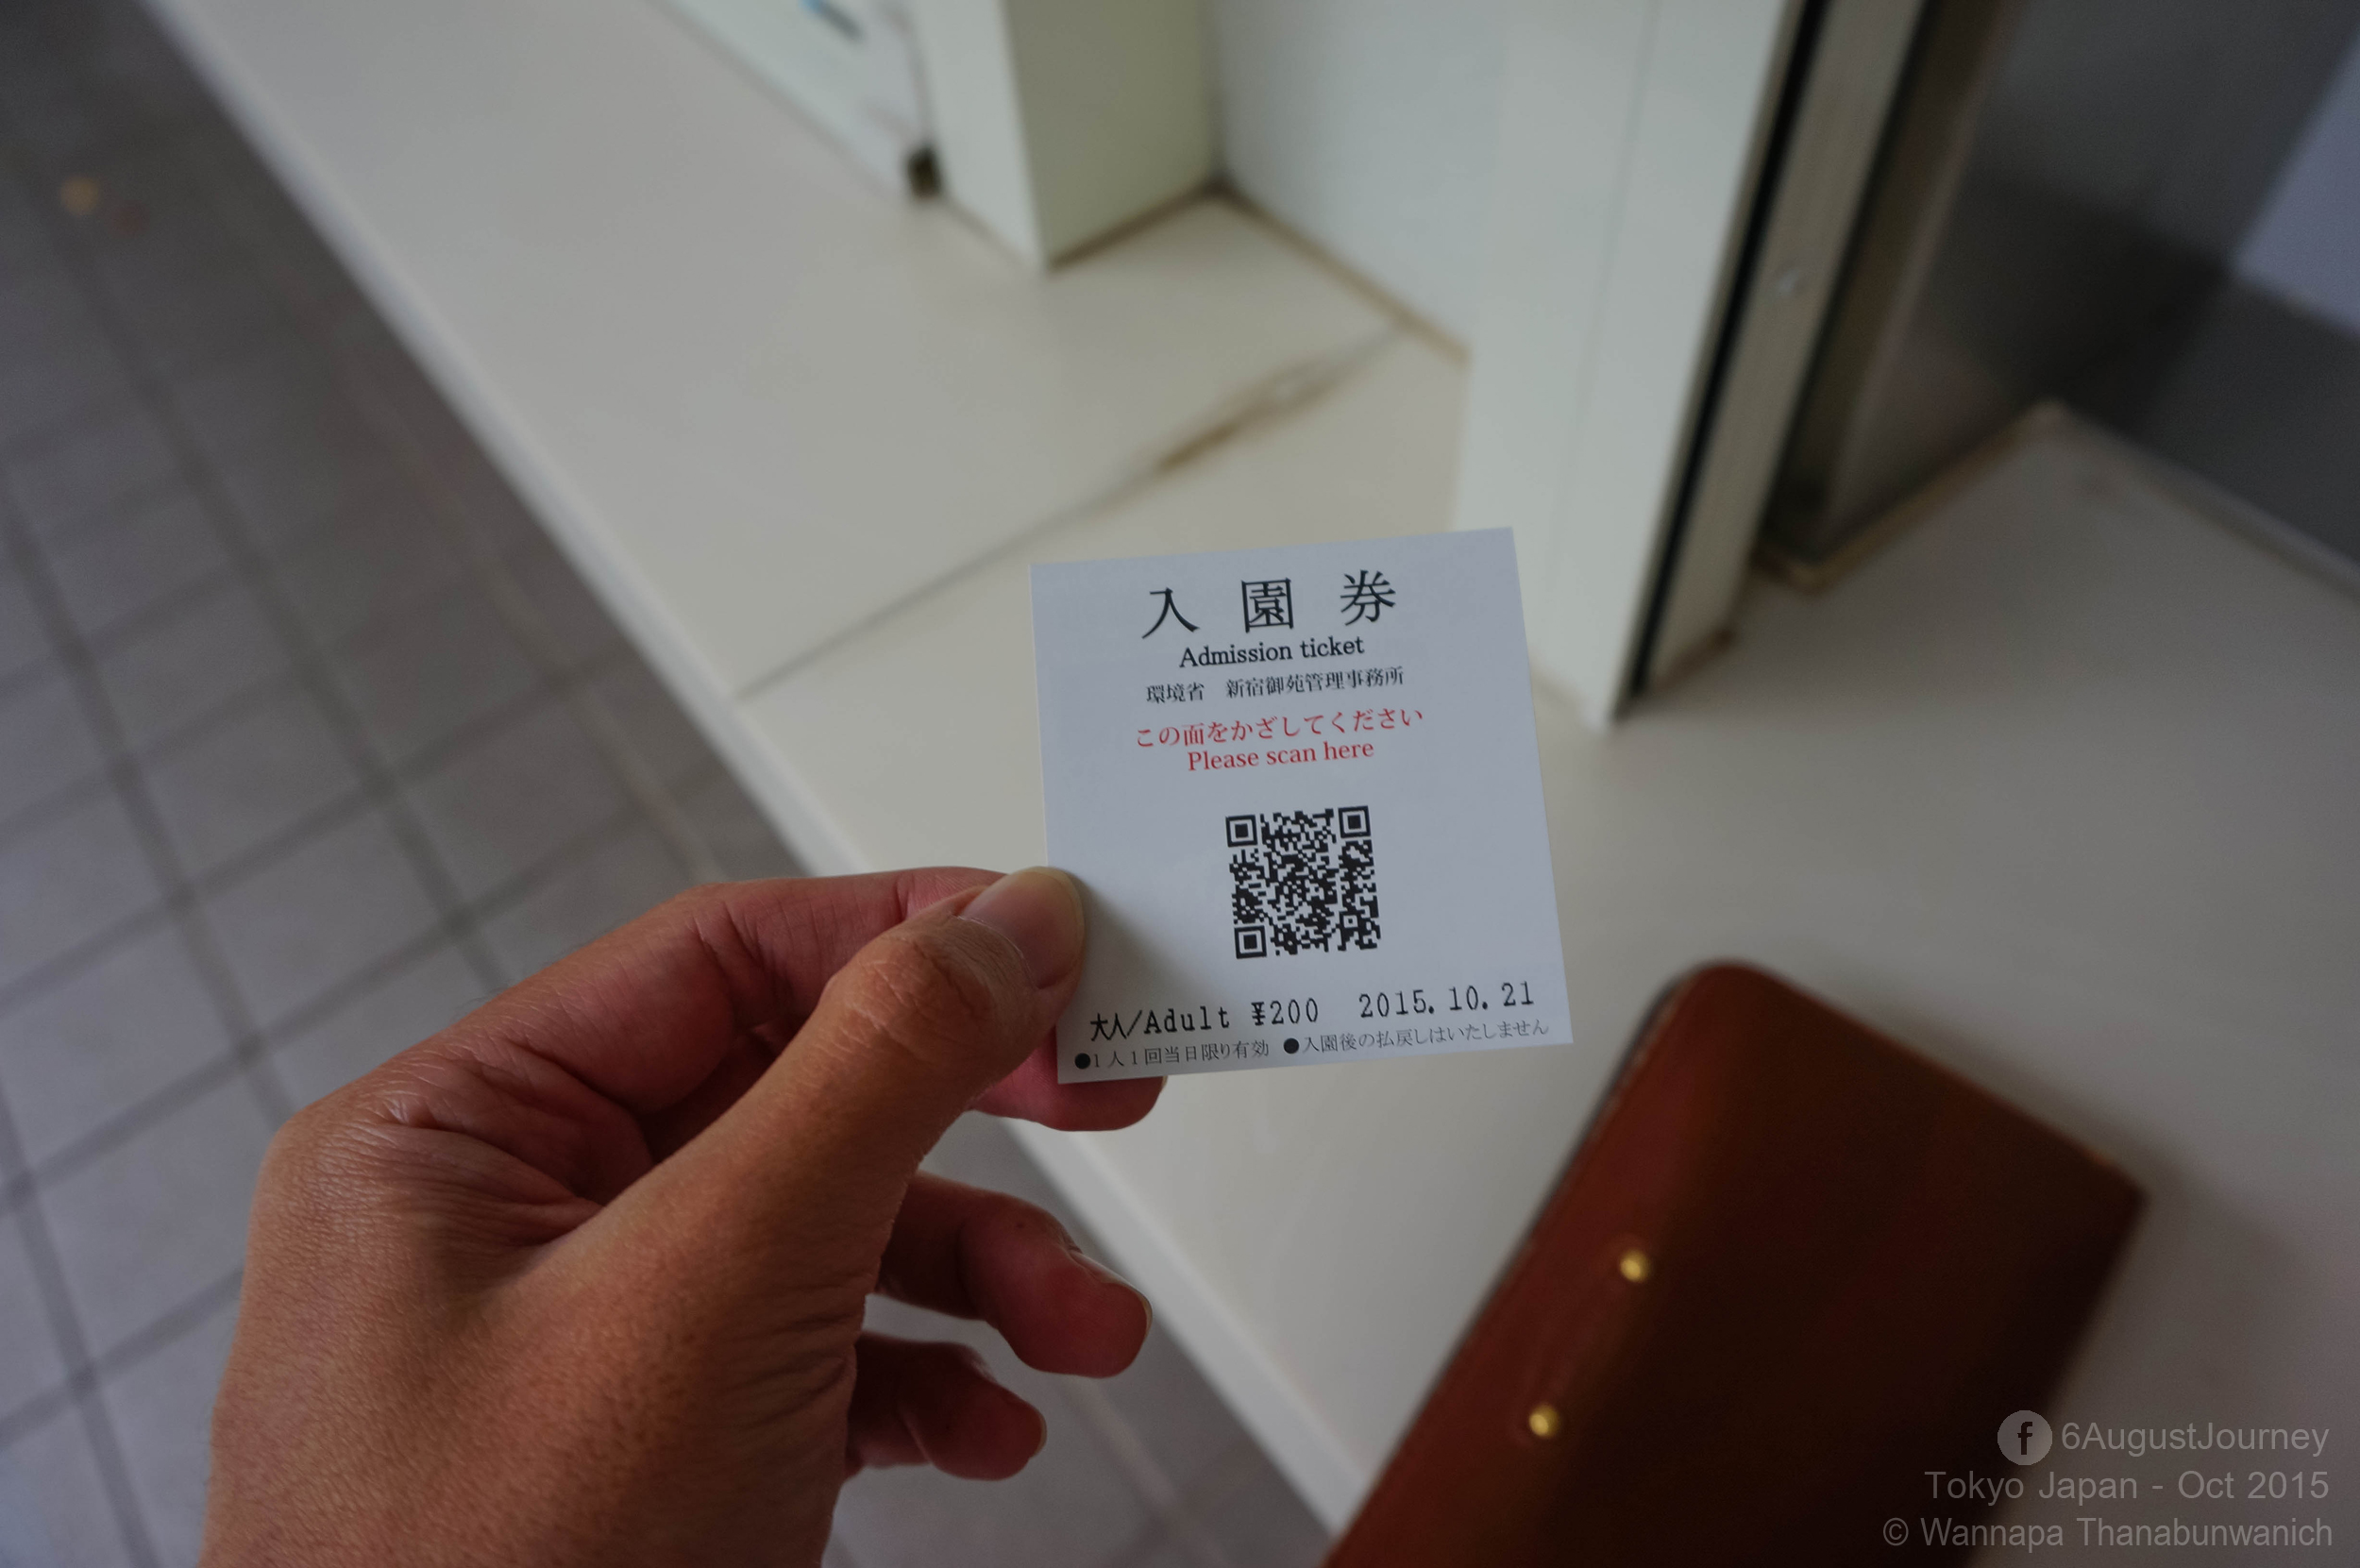 入園券
Admission ticket
環境省　新宿御苑管理事務所
この面をかざしてください
Please scan here
大人/Adult ¥200 2015.10.21
●1人1回当日限り有効 ●入園後の払戻しはいたしません
f 6AugustJourney
Tokyo Japan - Oct 2015
© Wannapa Thanabunwanich